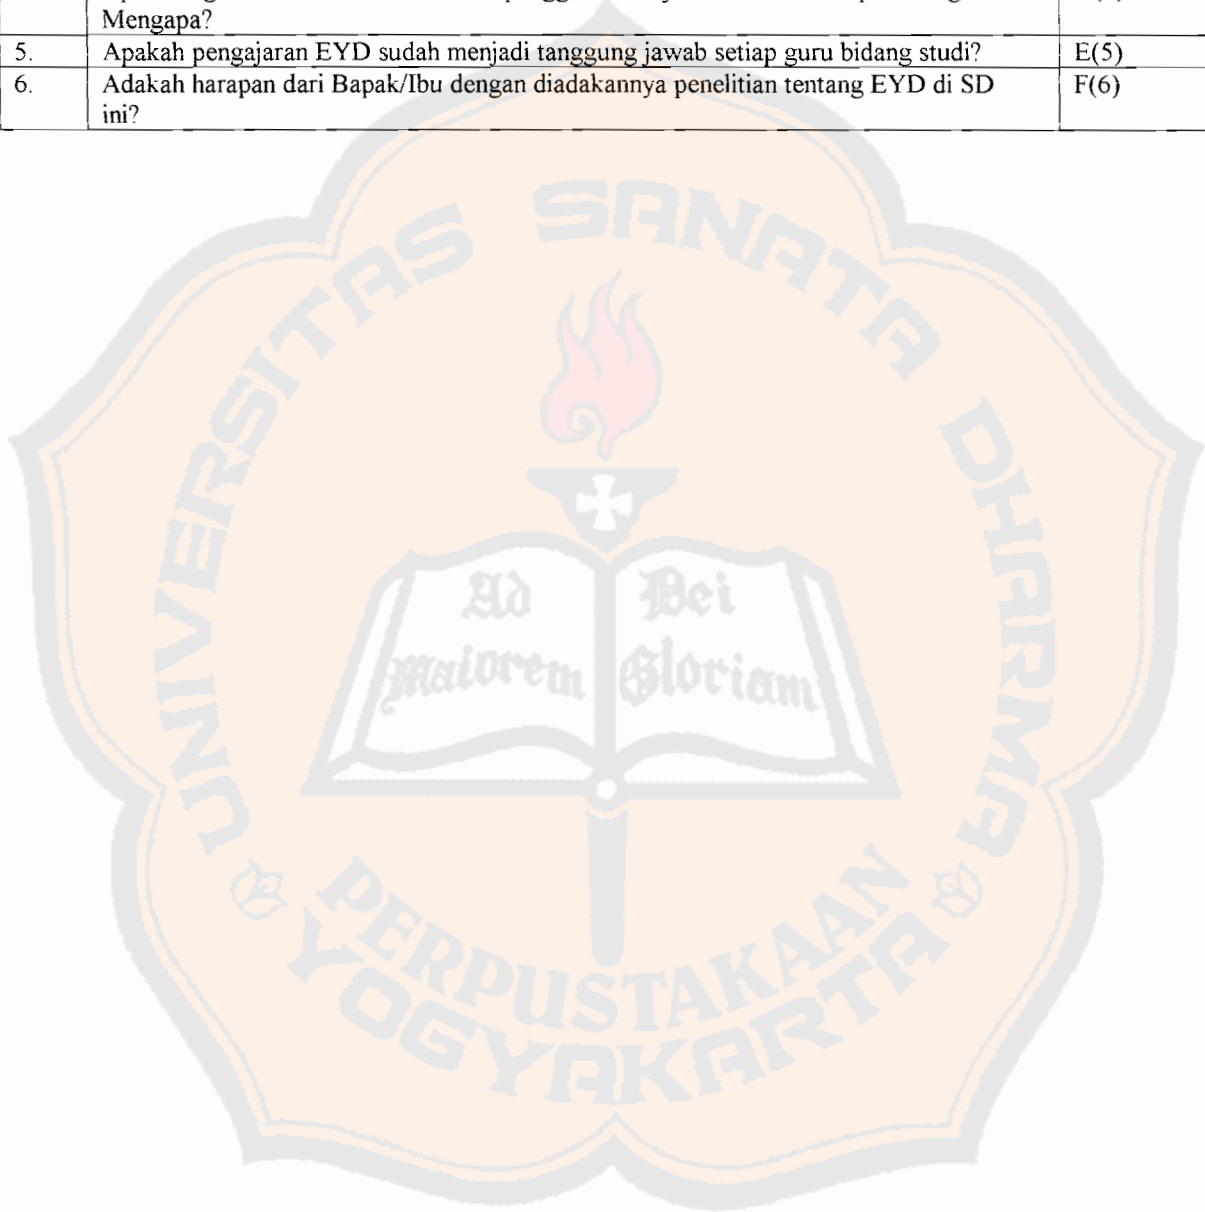 Mengapa?
5. Apakah pengajaran EYD sudah menjadi tanggung jawab setiap guru bidang studi? E(5)
6. Adakah harapan dari Bapak/Ibu dengan diadakannya penelitian tentang EYD di SD F(6)
ini?
UNIVERSITAS SANATA DHARMA
Ad Dei
Maiorem Gloriam
PERPUSTAKAAN
YOGYAKARTA